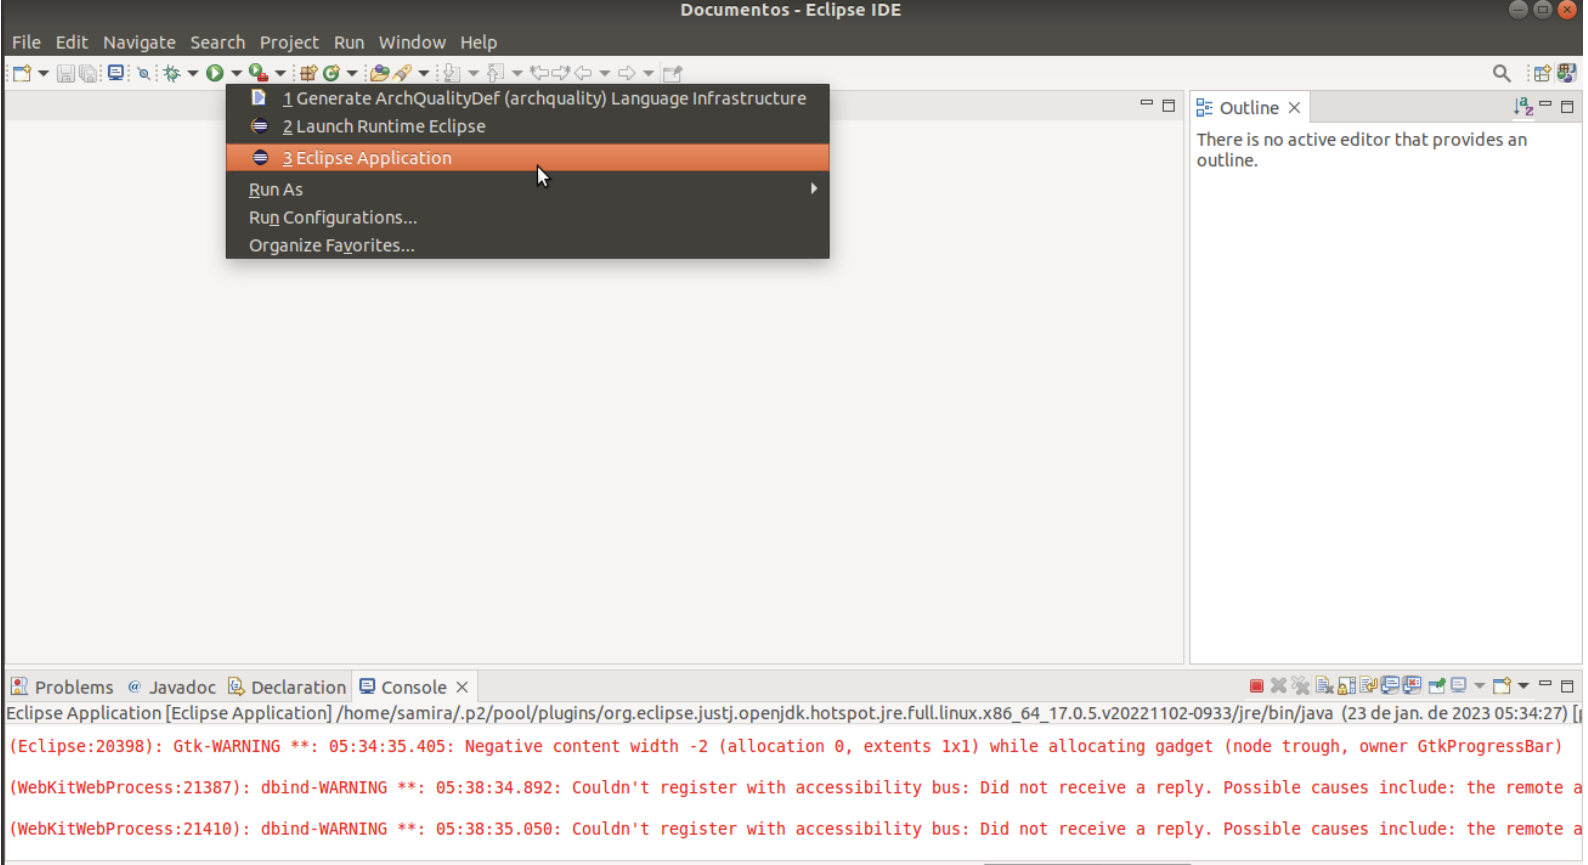 Documentos - Eclipse IDE
File Edit Navigate Search Project Run Window Help
1 Generate ArchQualityDef (archquality) Language Infrastructure
2 Launch Runtime Eclipse
3 Eclipse Application
Run As
Run Configurations...
Organize Favorites...
Outline
There is no active editor that provides an
outline.
Problems @ Javadoc Declaration Console
Eclipse Application [Eclipse Application] /home/samira/.p2/pool/plugins/org.eclipse.justj.openjdk.hotspot.jre.full.linux.x86_64_17.0.5.v20221102-0933/jre/bin/java (23 de jan. de 2023 05:34:27) [
(Eclipse:20398): Gtk-WARNING **: 05:34:35.405: Negative content width -2 (allocation 0, extents 1x1) while allocating gadget (node trough, owner GtkProgressBar)
(WebKitWebProcess:21387): dbind-WARNING **: 05:38:34.892: Couldn't register with accessibility bus: Did not receive a reply. Possible causes include: the remote a
(WebKitWebProcess:21410): dbind-WARNING **: 05:38:35.050: Couldn't register with accessibility bus: Did not receive a reply. Possible causes include: the remote a